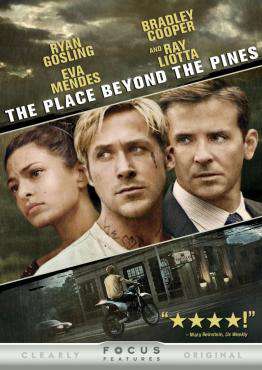 RYAN
GOSLING
BRADLEY
COOPER
EVA
MENDES
AND RAY
LIOTTA
THE PLACE BEYOND THE PINES
"★★★★!"
CLEARLY
FOCUS
FEATURES
ORIGINAL